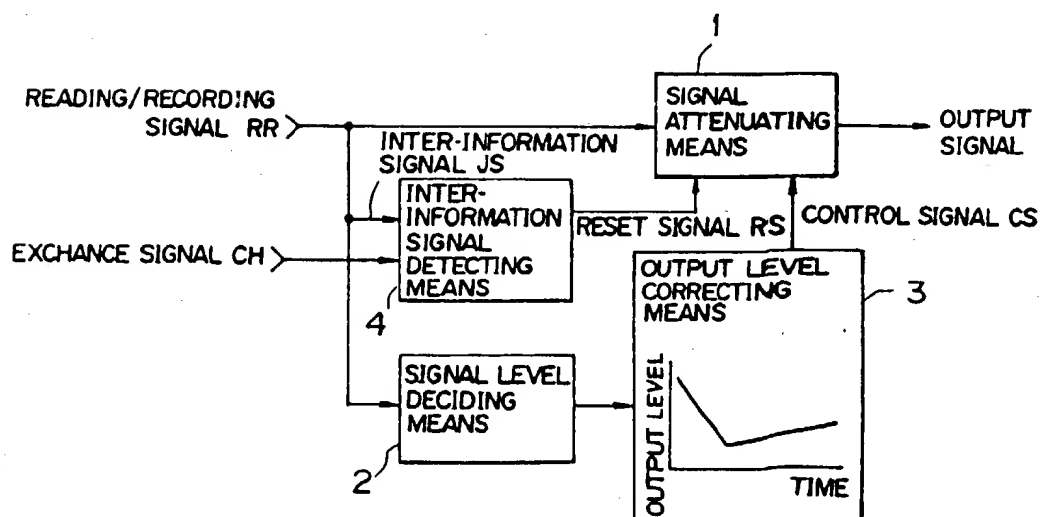 1
READING/RECORDING
SIGNAL RR
SIGNAL
ATTENUATING
MEANS
OUTPUT
SIGNAL
INTER-INFORMATION
SIGNAL JS
INTER-
INFORMATION
SIGNAL
DETECTING
MEANS
4
RESET SIGNAL RS
CONTROL SIGNAL CS
EXCHANCE SIGNAL CH
OUTPUT LEVEL
CORRECTING
MEANS
3
SIGNAL LEVEL
DECIDING
MEANS
2
OUTPUT LEVEL
TIME